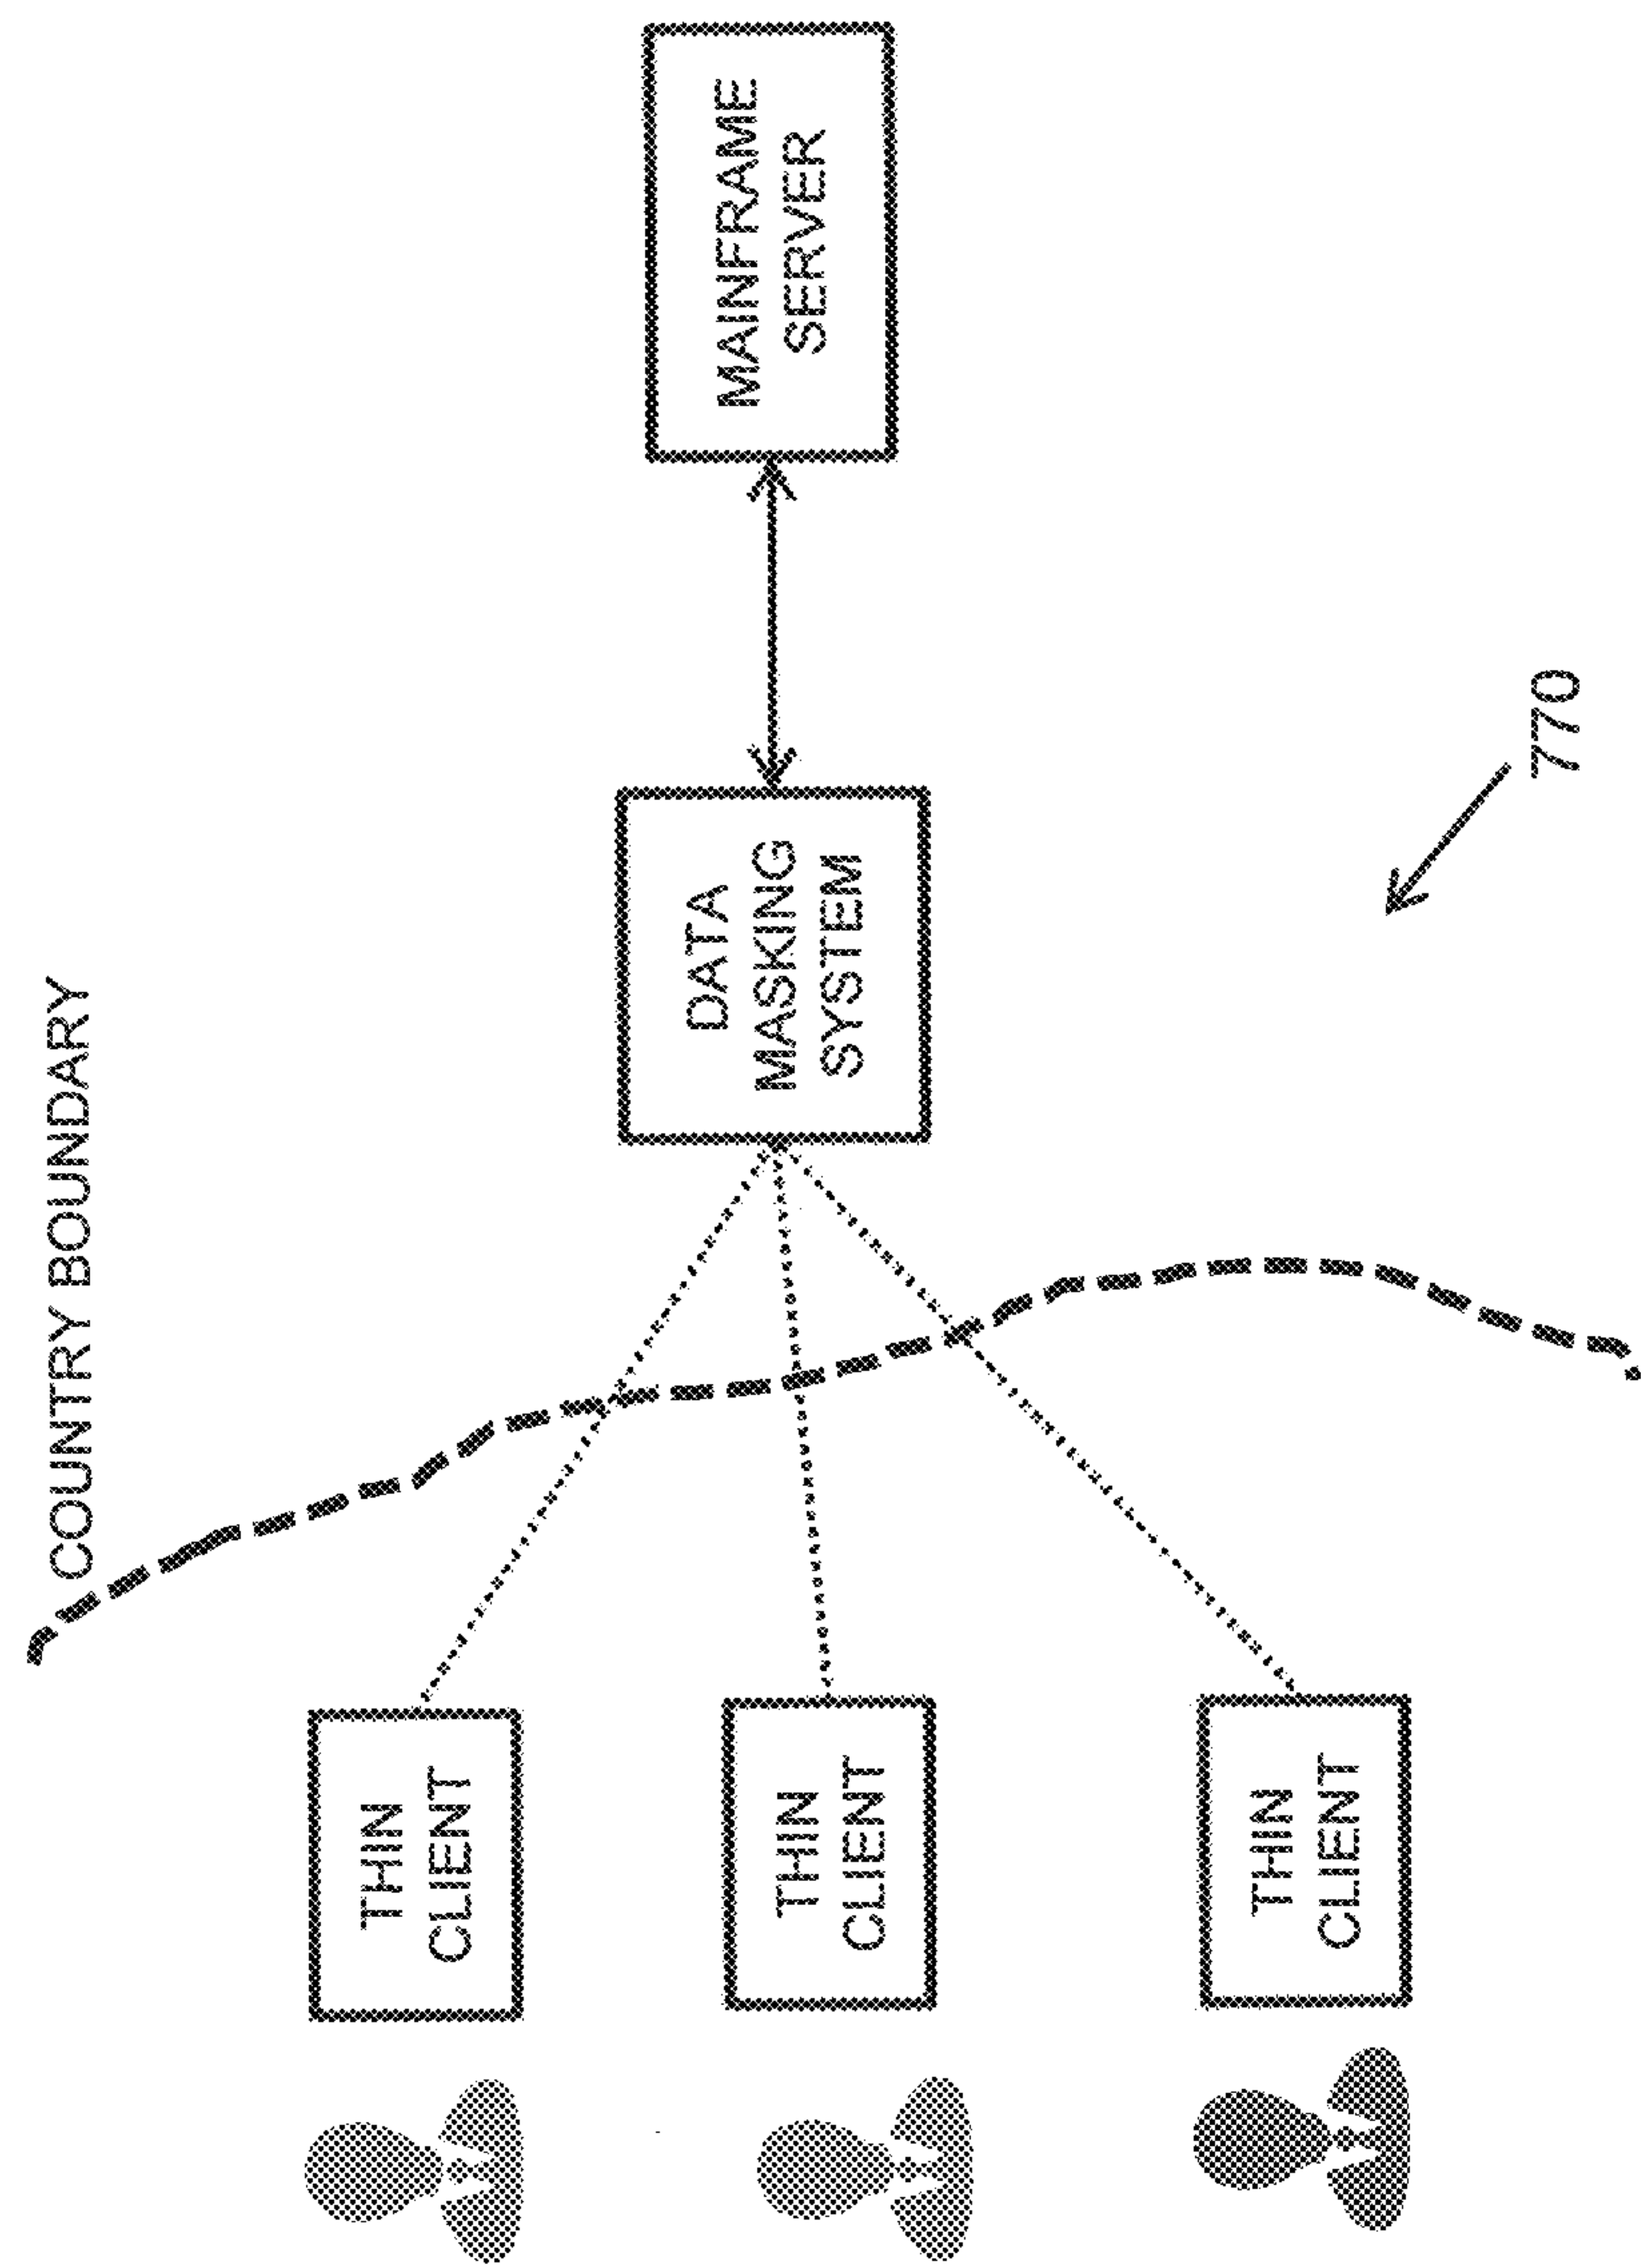 COUNTRY BOUNDARY
THIN
CLIENT
THIN
CLIENT
THIN
CLIENT
DATA
MASKING
SYSTEM
MAINFRAME
SERVER
770